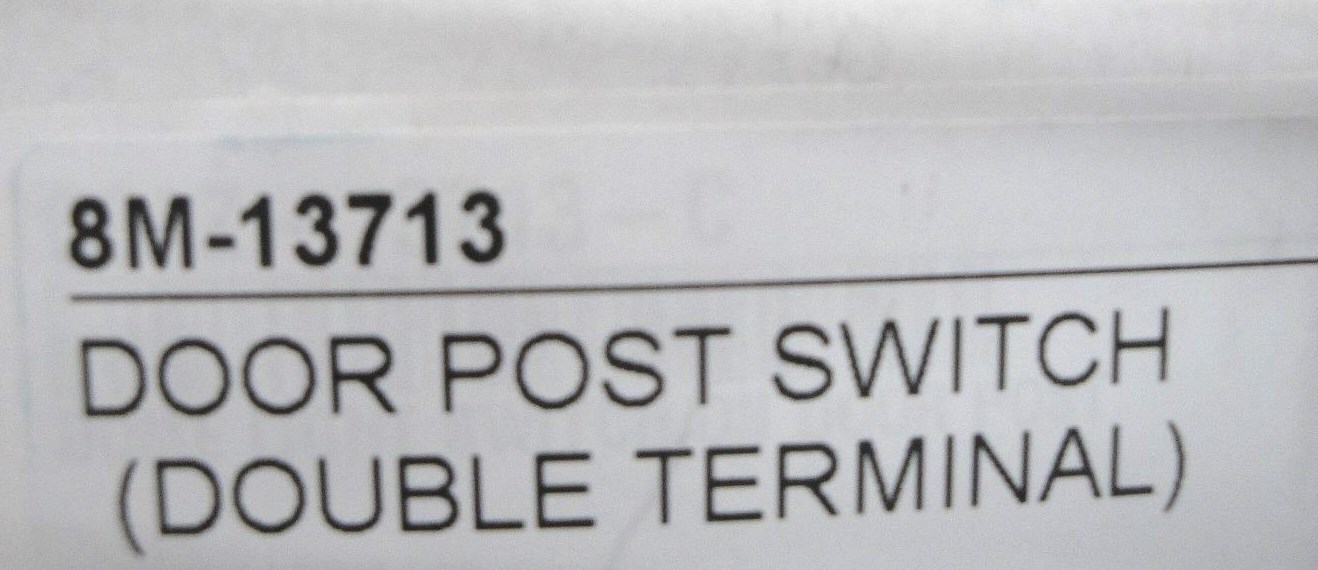 8M-13713
DOOR POST SWITCH
(DOUBLE TERMINAL)